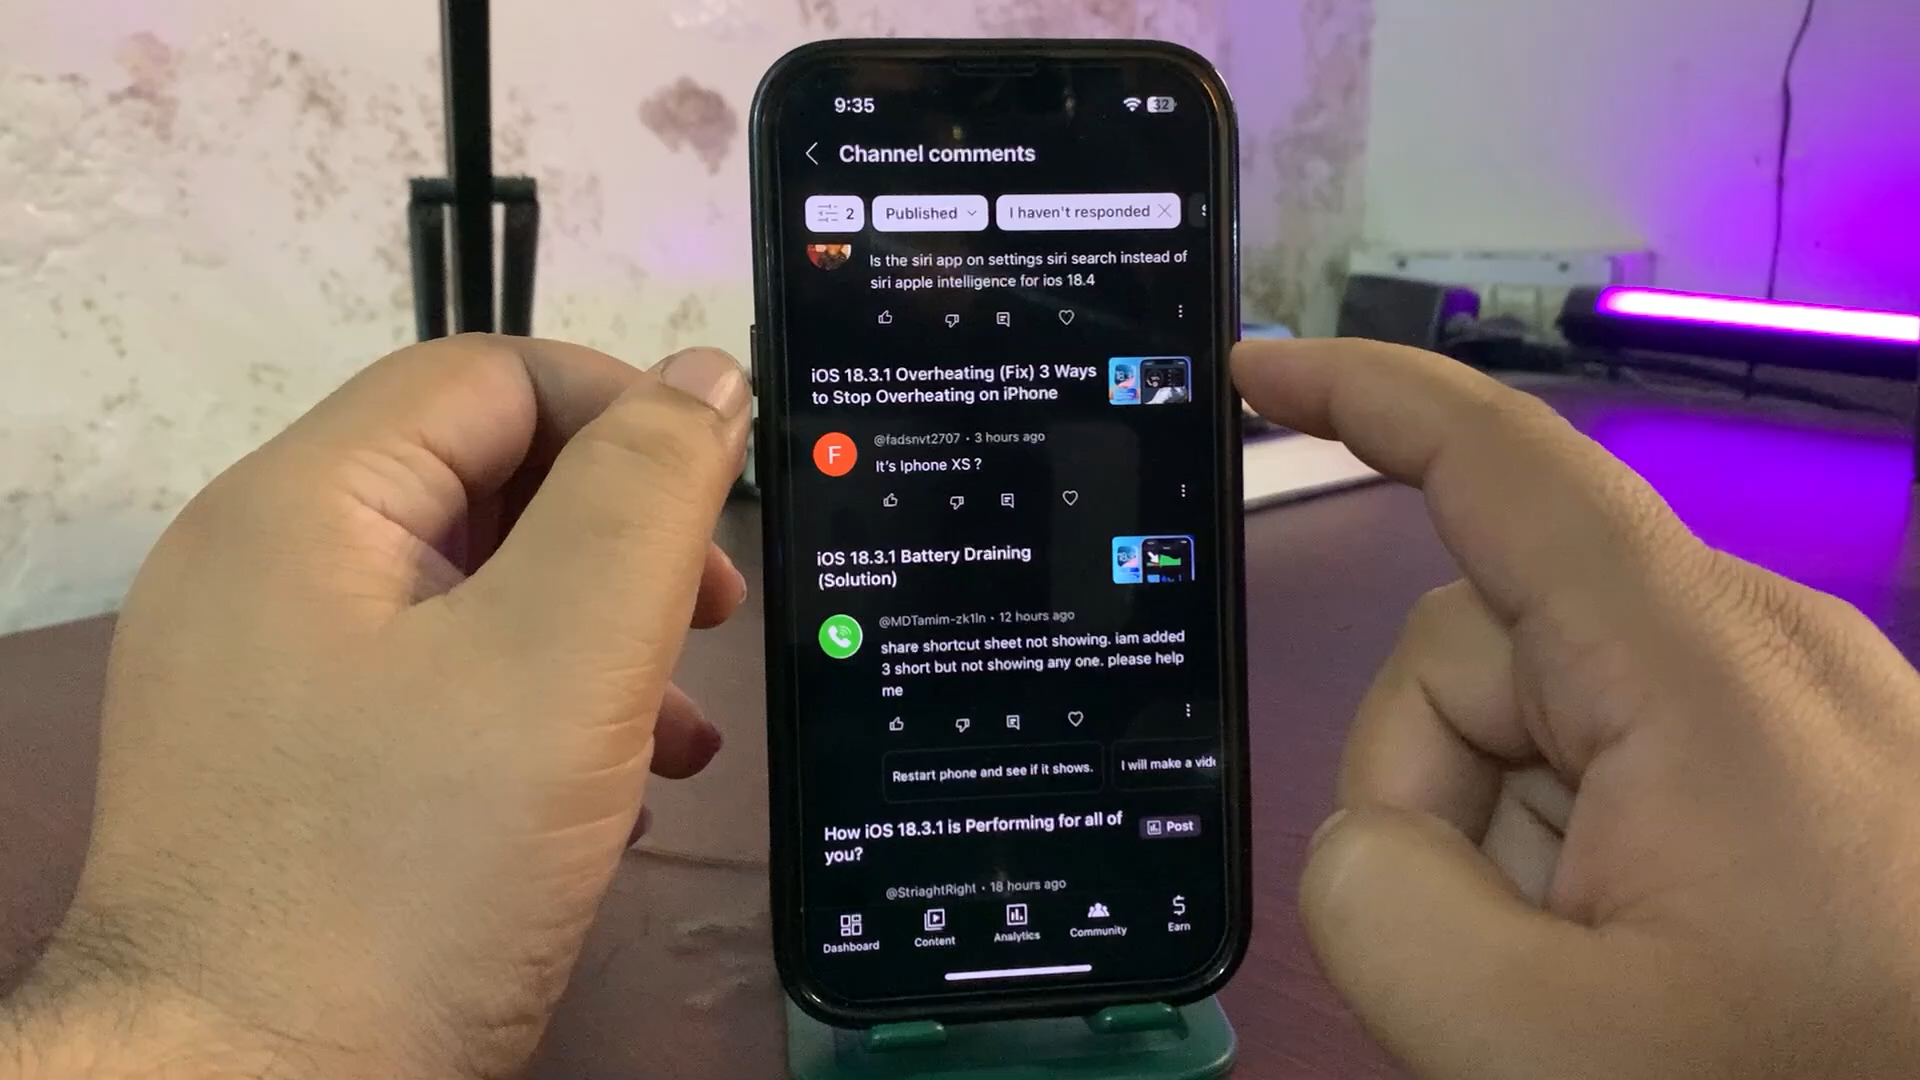 9:35
32
Channel comments
2
Published
I haven't responded
Is the siri app on settings siri search instead of
siri apple intelligence for ios 18.4
iOS 18.3.1 Overheating (Fix) 3 Ways
to Stop Overheating on iPhone
@fadsnvt2707 • 3 hours ago
F
It's Iphone XS ?
iOS 18.3.1 Battery Draining
(Solution)
@MDTamim-zk1ln • 12 hours ago
share shortcut sheet not showing. iam added
3 short but not showing any one. please help
me
Restart phone and see if it shows.
I will make a vid
How iOS 18.3.1 is Performing for all of
you?
Post
@StriaghtRight • 18 hours ago
Dashboard
Content
Analytics
Community
Earn